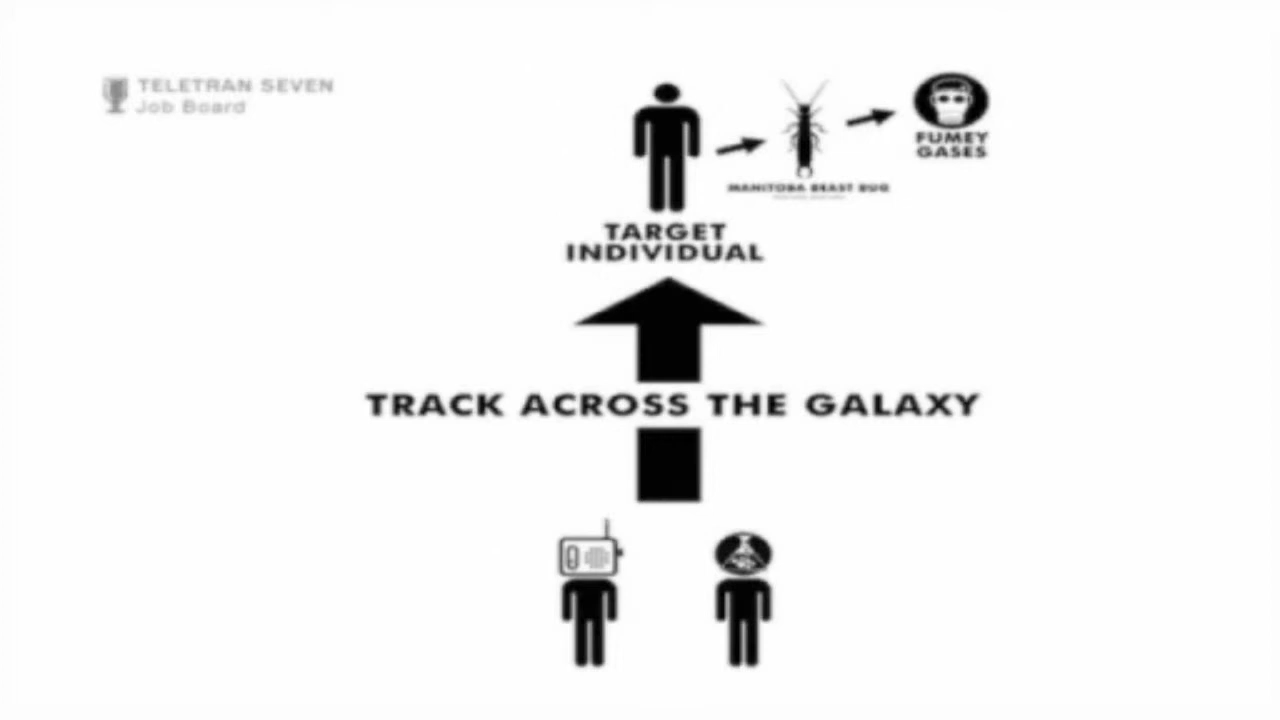 TELETRAN SEVEN
Job Board
FUMEY
GASES
MANITOBA BEAST BUG
TARGET
INDIVIDUAL
TRACK ACROSS THE GALAXY